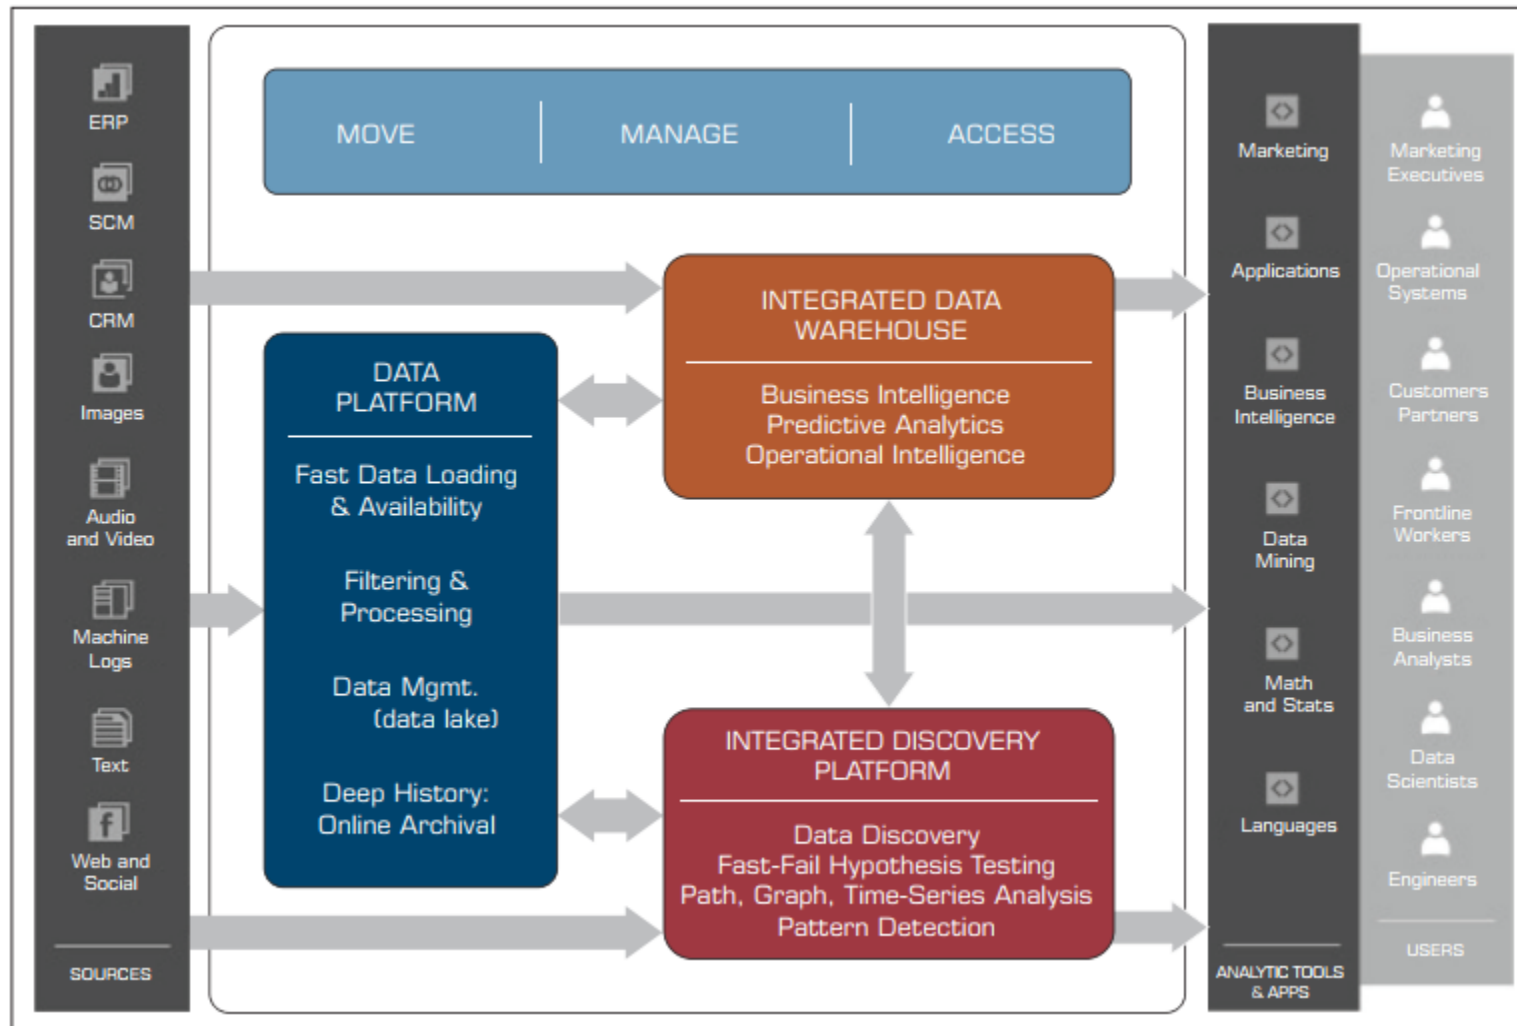 ERP
SCM
CRM
Images
Audio
and Video
Machine
Logs
Text
Web and
Social
SOURCES
MOVE
MANAGE
ACCESS
DATA
PLATFORM
Fast Data Loading
& Availability
Filtering &
Processing
Data Mgmt.
(data lake)
Deep History:
Online Archival
INTEGRATED DATA
WAREHOUSE
Business Intelligence
Predictive Analytics
Operational Intelligence
INTEGRATED DISCOVERY
PLATFORM
Data Discovery
Fast-Fail Hypothesis Testing
Path, Graph, Time-Series Analysis
Pattern Detection
Marketing
Applications
Business
Intelligence
Data
Mining
Math
and Stats
Languages
ANALYTIC TOOLS
& APPS
Marketing
Executives
Operational
Systems
Customers
Partners
Frontline
Workers
Business
Analysts
Data
Scientists
Engineers
USERS